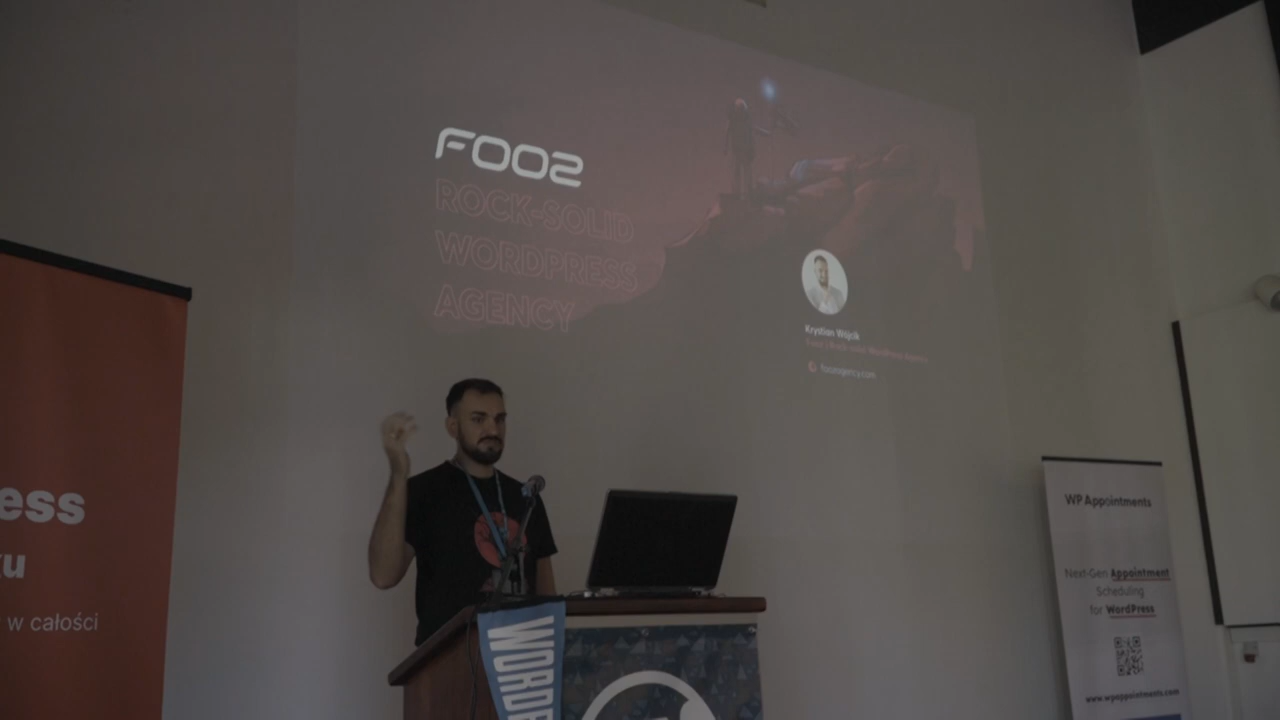 FOOZ
ROCK-SOLID
WORDPRESS
AGENCY
Krystian Wójcik
foozagency.com
ess
ku
w całości
WORDP
WP Appointments
Next-Gen Appointment
Scheduling
for WordPress
www.wpappointments.com